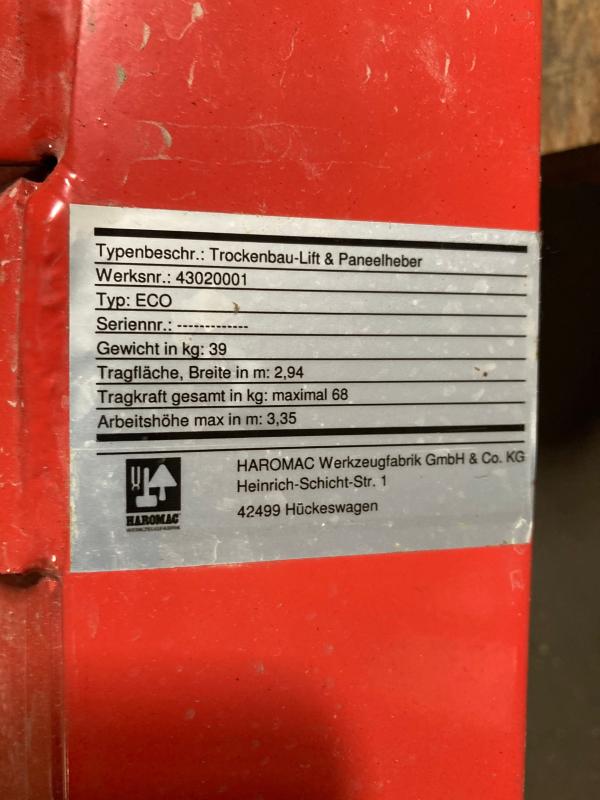 Typenbeschr.: Trockenbau-Lift & Paneelheber
Werksnr.: 43020001
Typ: ECO
Seriennr.: -------------
Gewicht in kg: 39
Tragfläche, Breite in m: 2,94
Tragkraft gesamt in kg: maximal 68
Arbeitshöhe max in m: 3,35
HAROMAC Werkzeugfabrik GmbH & Co. KG
Heinrich-Schicht-Str. 1
42499 Hückeswagen
HAROMAC
WERKZEUGFABRIK